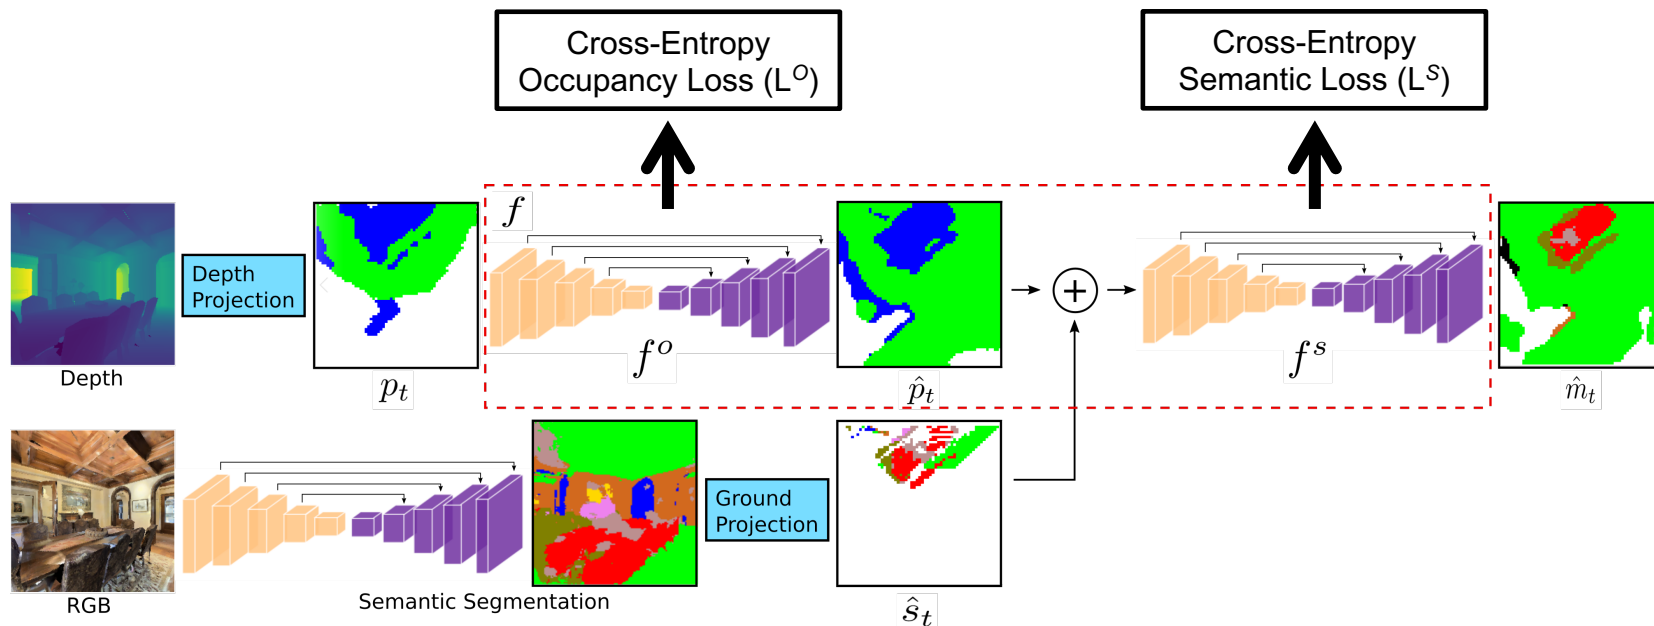 Cross-Entropy
Occupancy Loss (L^O)
Cross-Entropy
Semantic Loss (L^S)
f
Depth
Projection
Depth
p_t
f^o
p̂_t
+
f^s
m̂_t
Ground
Projection
RGB
Semantic Segmentation
ŝ_t